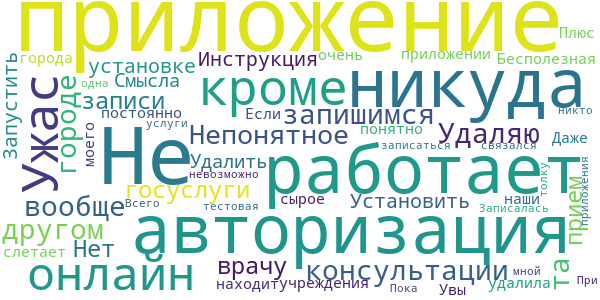 приложение
Плюс
города
Инструкция
очень
приложении
Бесполезная
установке
Запустить
одна
Смысла
кроме
никуда
Ужас
городе
записи
постоянно
Если
запишимся
никто
услуги
Не
Непонятное
понятно
Удаляю
Даже
моего
работает
записаться
связался
Удалить
невозможно
толку
приложения
госуслуги
прием
вообще
Всего
тестовая
сырое
Установить
наши
Записалась
другом
авторизация
Нет
слетает
онлайн
врачу
консультации
мной
та
находит
учреждения
Пока
Увы
удалила
При